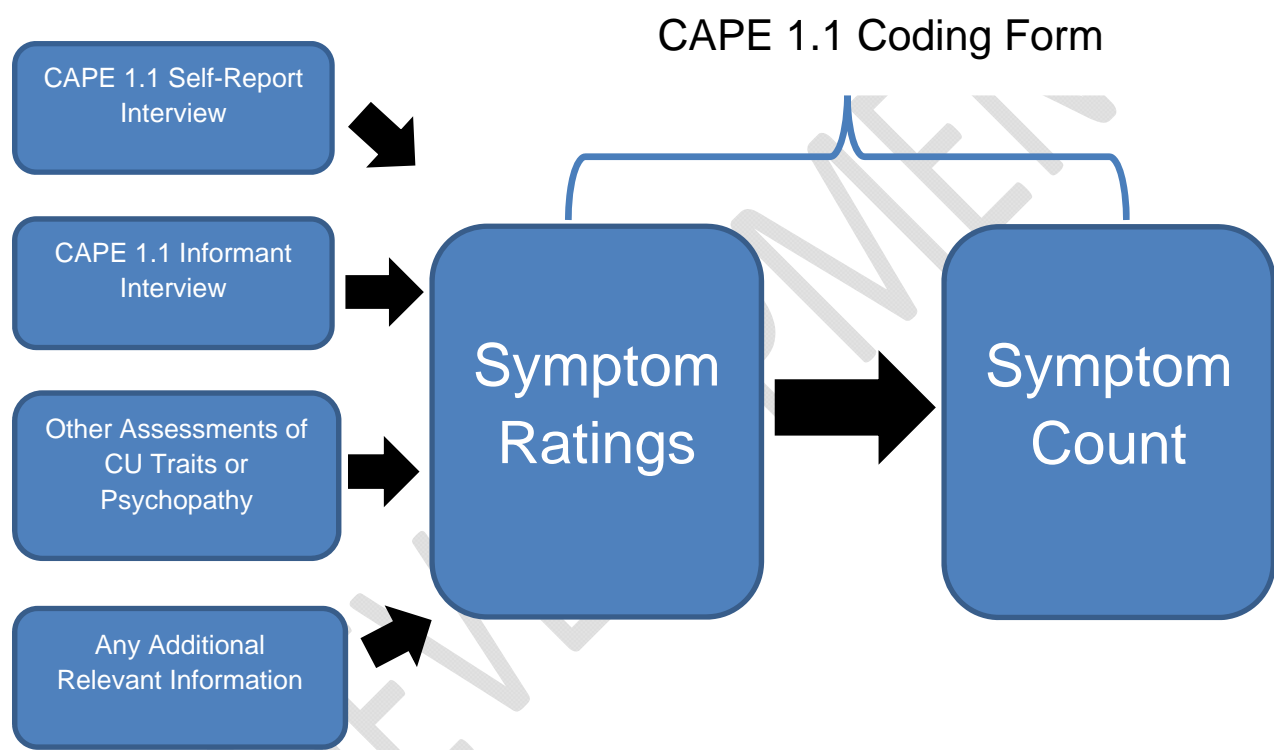 CAPE 1.1 Coding Form
CAPE 1.1 Self-Report
Interview
CAPE 1.1 Informant
Interview
Other Assessments of
CU Traits or
Psychopathy
Any Additional
Relevant Information
Symptom
Ratings
Symptom
Count